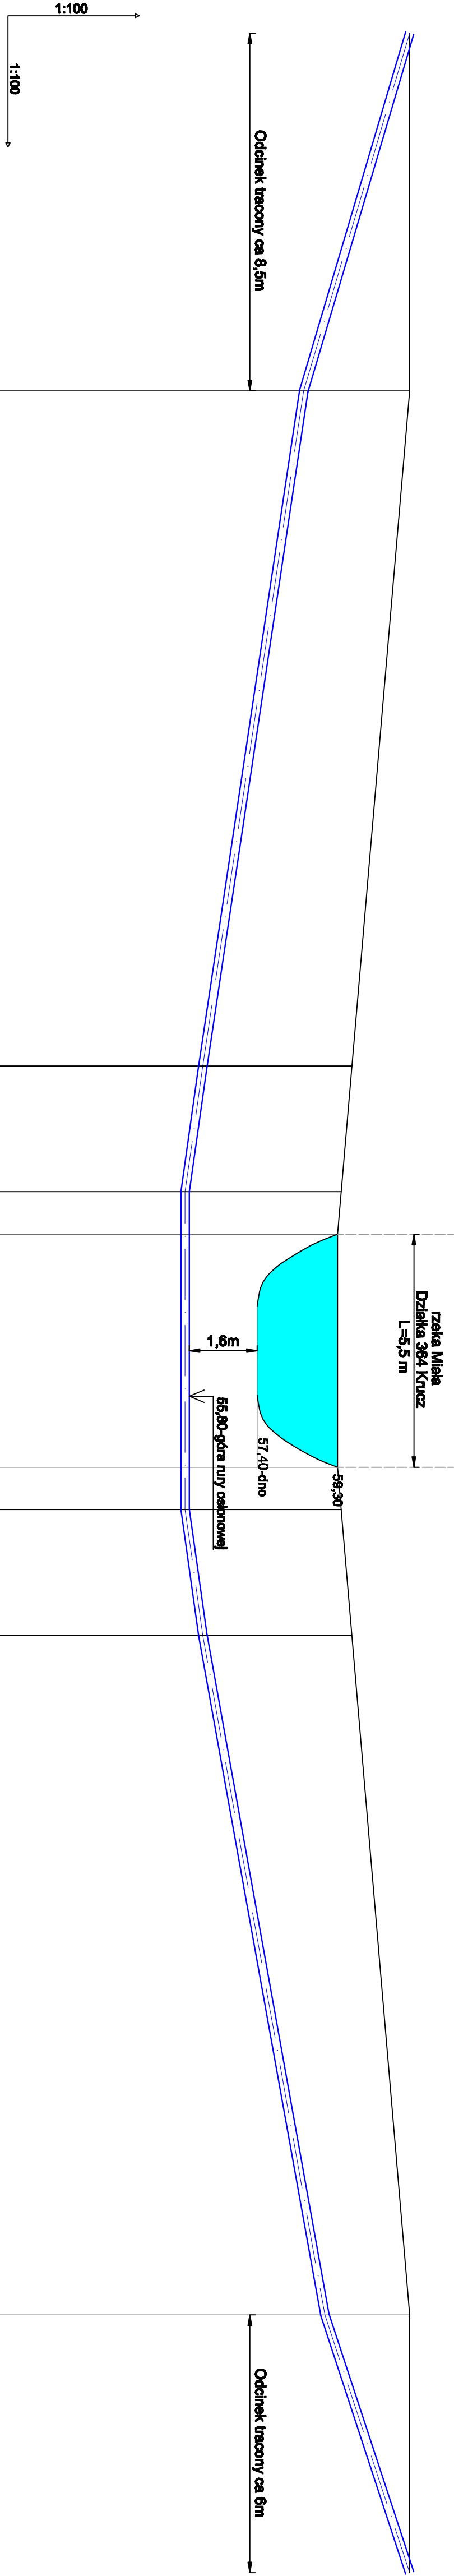 1:100
1:100
Odcinek tracony ca 8,5m
rzeka Miała
Działka 364 Krucz
L=5,5 m
59,30
57,40-dno
1,6m
55,80-góra rury osłonowej
Odcinek tracony ca 6m